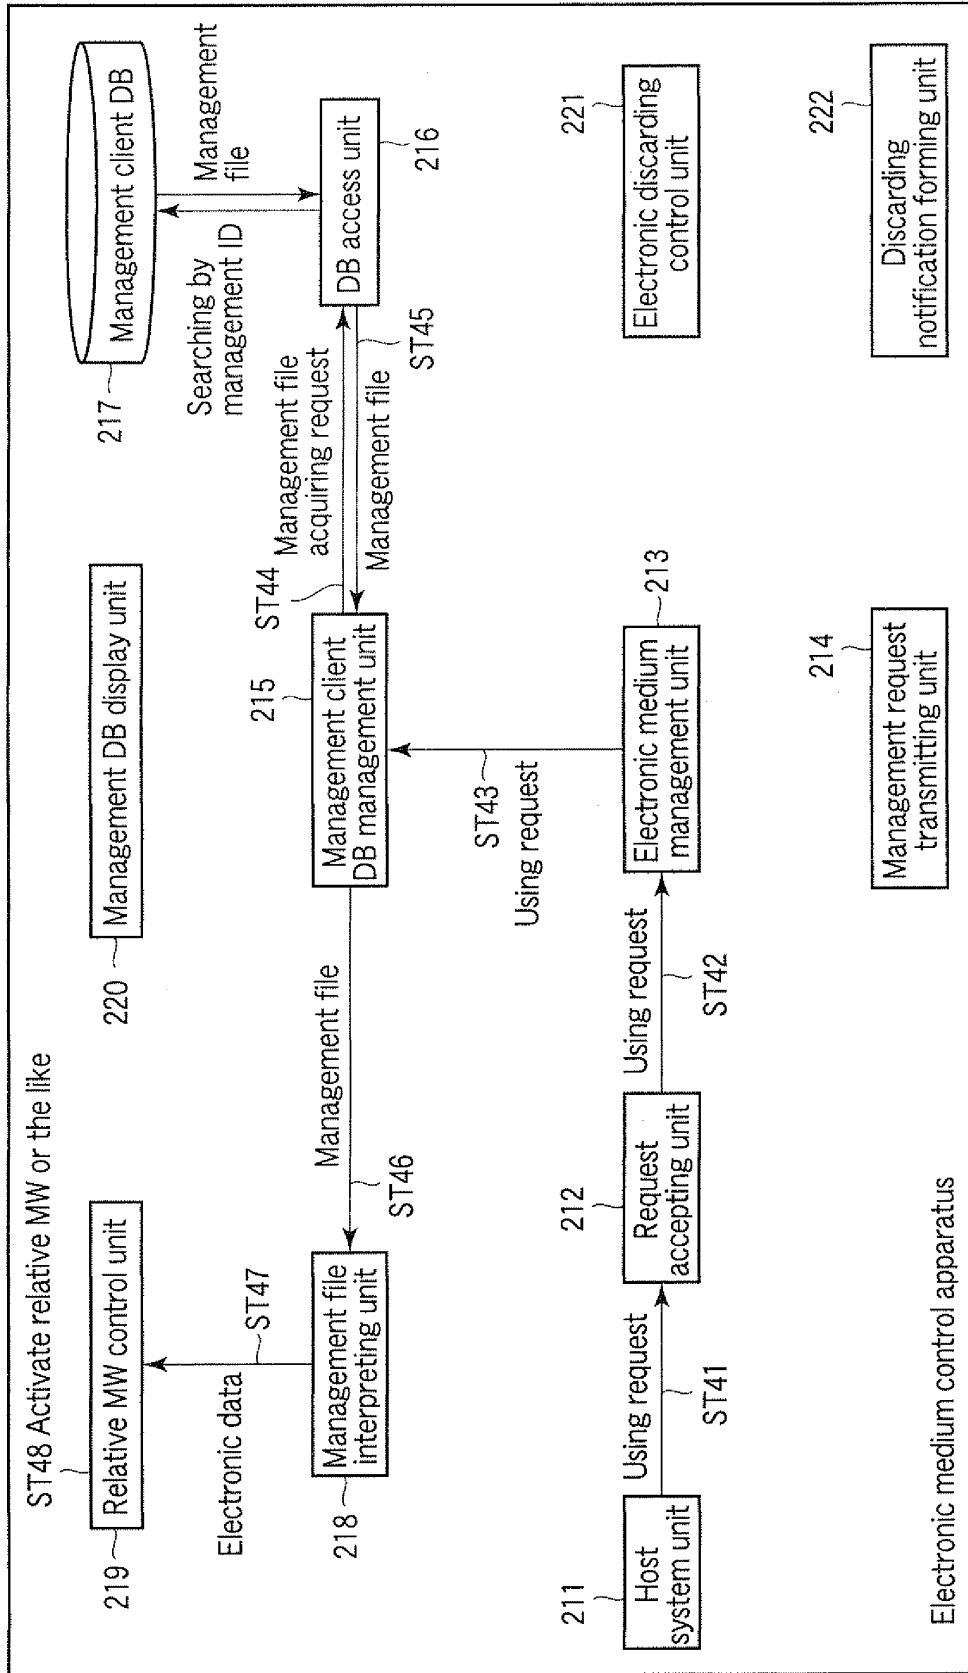 ST48 Activate relative MW or the like
219
Relative MW control unit
220
Management DB display unit
217
Management client DB
Electronic data
ST47
Searching by
management ID
Management
file
218
Management file
interpreting unit
Management file
ST46
215
Management client
DB management unit
ST44
Management file
acquiring request
Management file
ST45
DB access unit
216
Using request
ST43
211
Host
system unit
Using request
ST41
212
Request
accepting unit
Using request
ST42
Electronic medium
management unit
213
221
Electronic discarding
control unit
214
Management request
transmitting unit
222
Discarding
notification forming unit
Electronic medium control apparatus